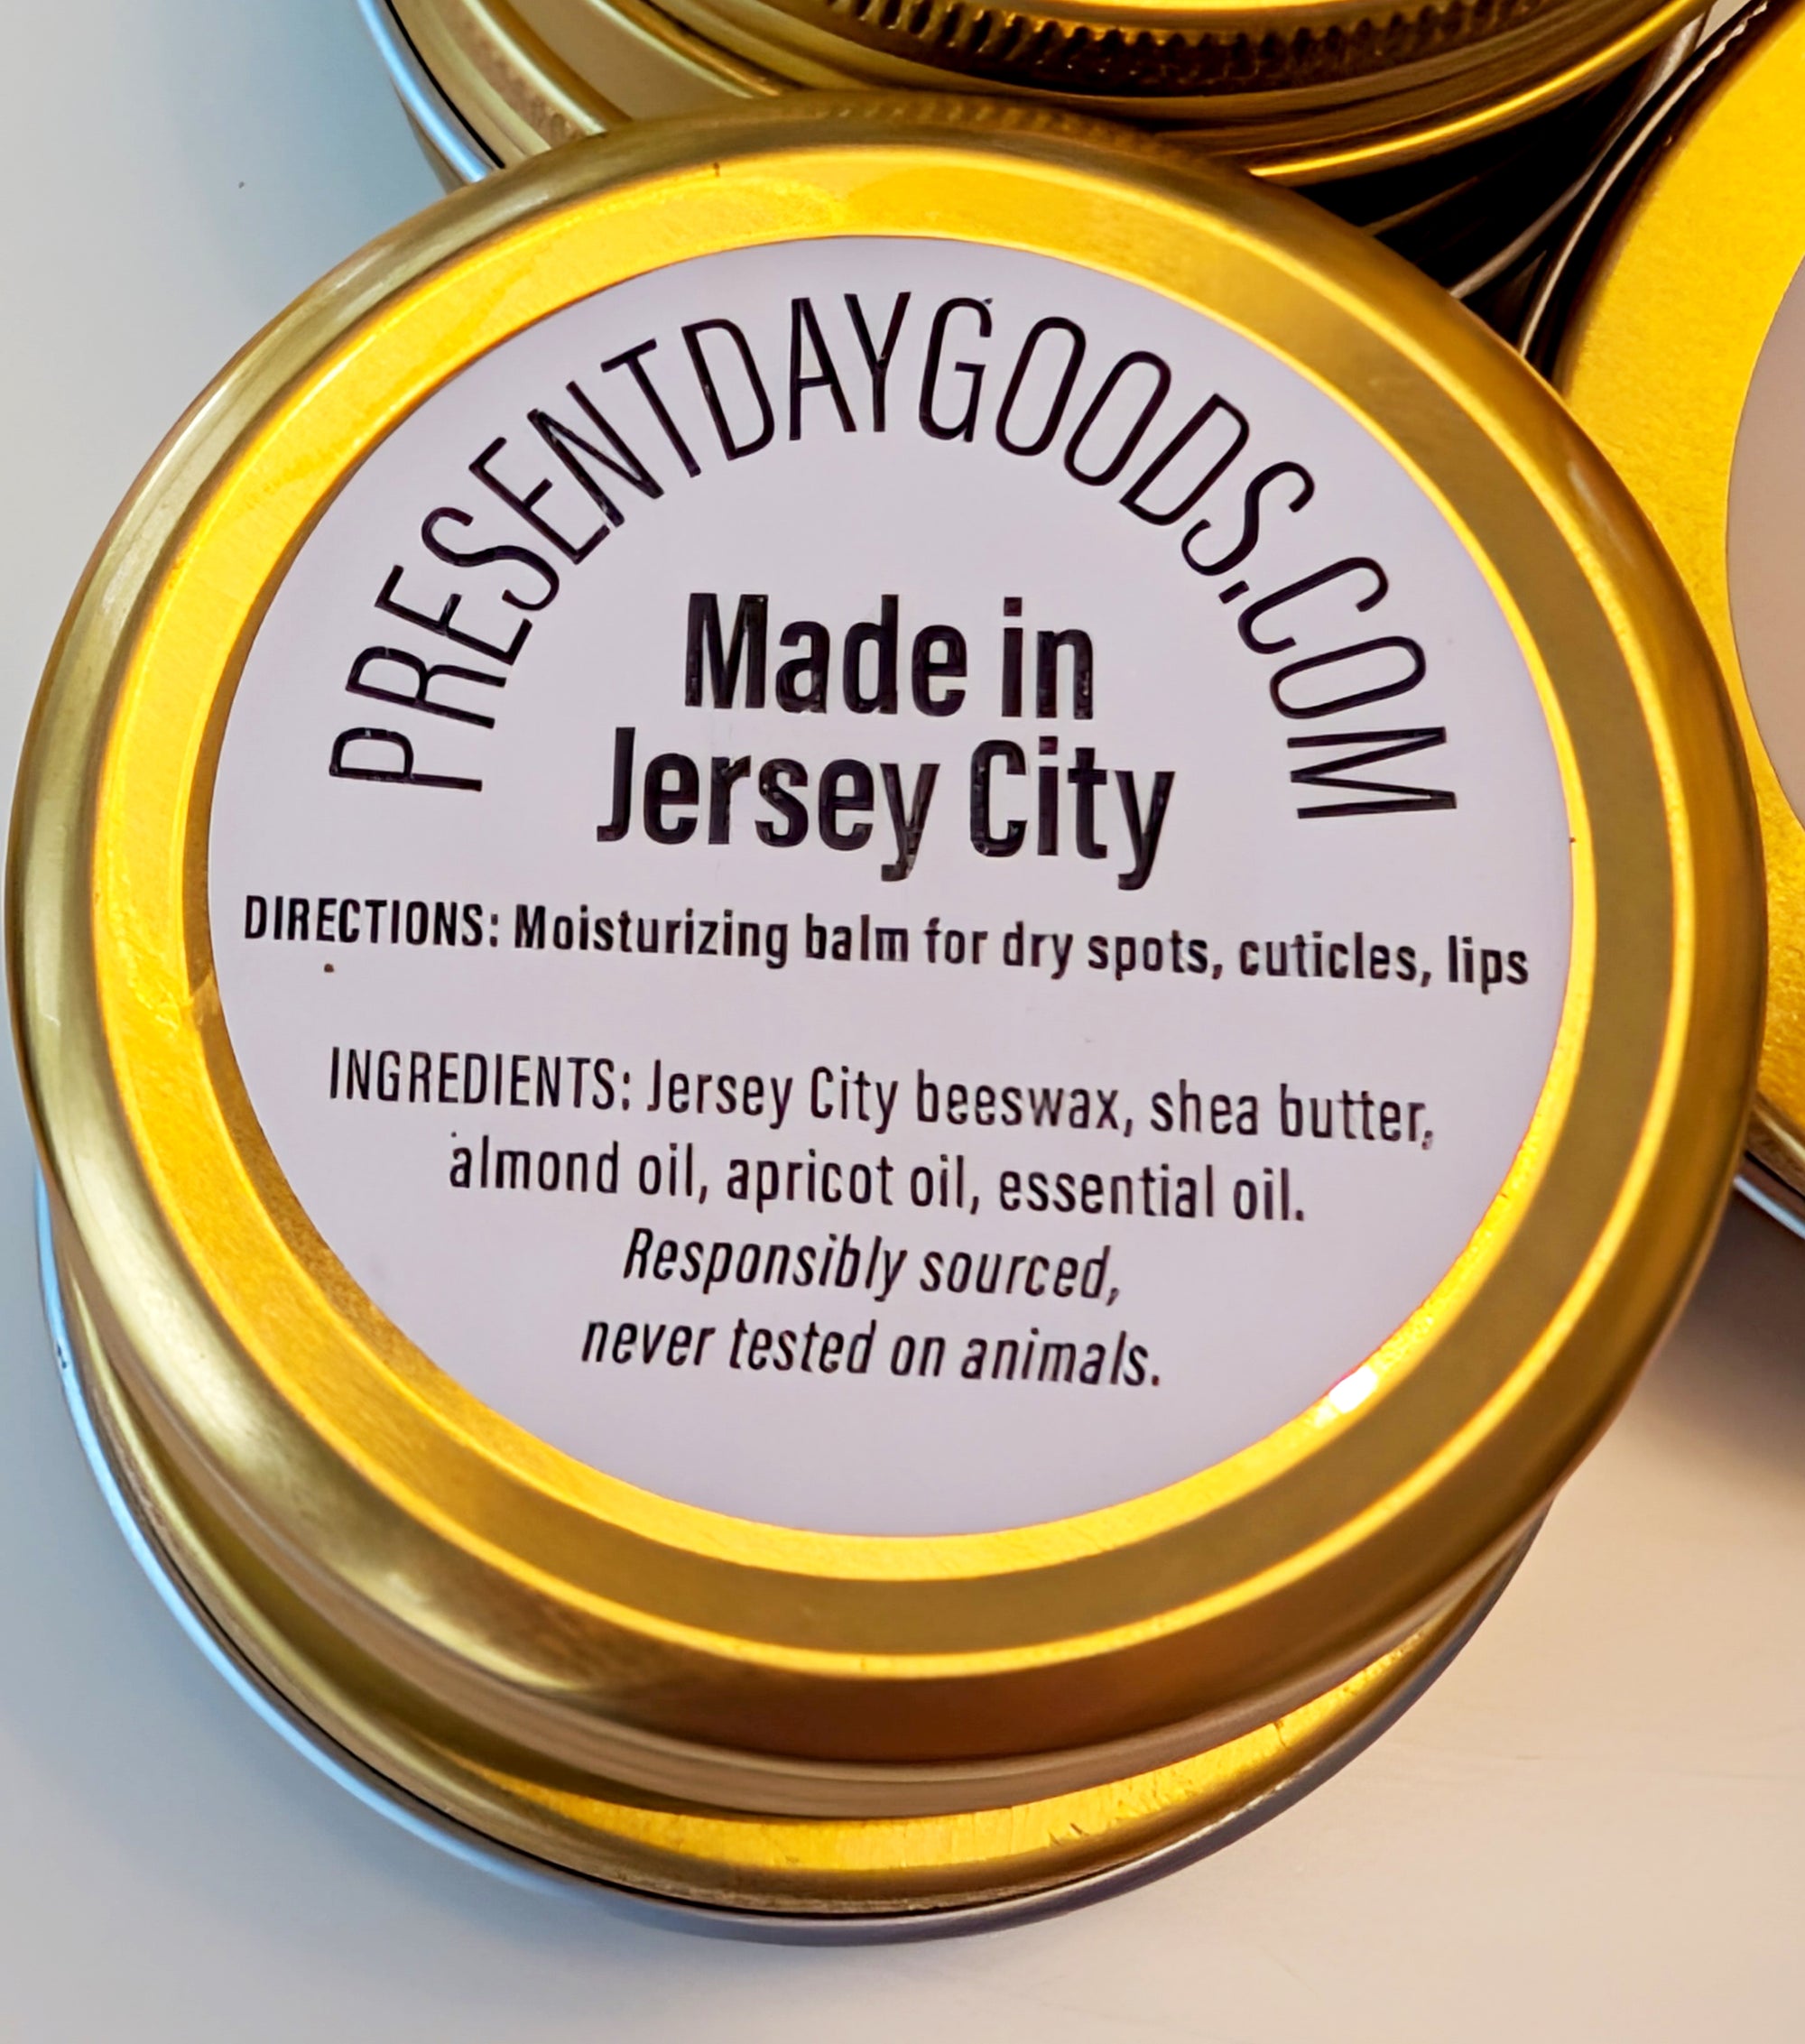 PRESENTDAYGOODS.COM
Made in
Jersey City
DIRECTIONS: Moisturizing balm for dry spots, cuticles, lips
INGREDIENTS: Jersey City beeswax, shea butter,
almond oil, apricot oil, essential oil.
Responsibly sourced,
never tested on animals.